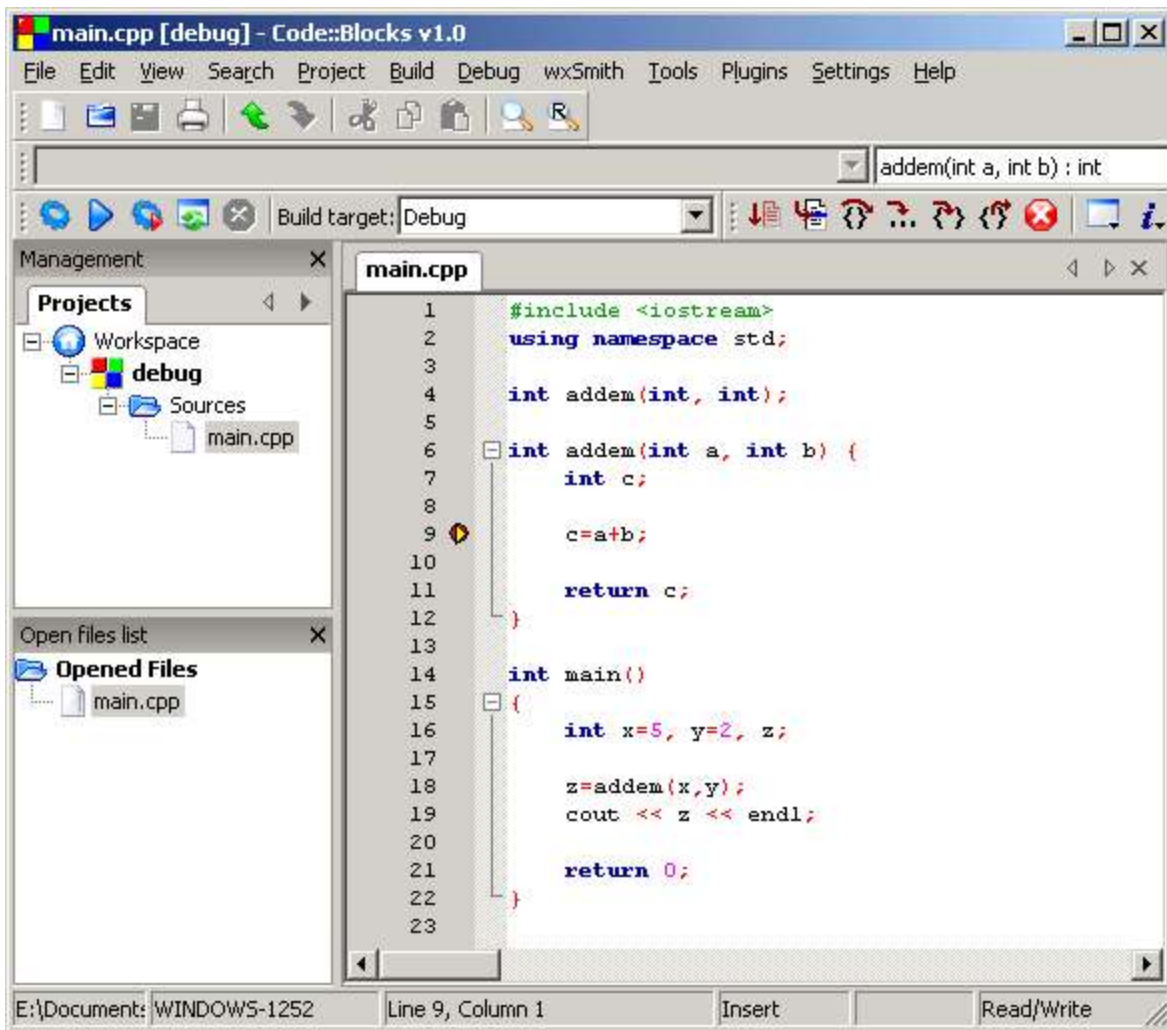 main.cpp [debug] - Code::Blocks v1.0
File Edit View Search Project Build Debug wxSmith Tools Plugins Settings Help
R
addem(int a, int b) : int
Build target: Debug
Management
Projects
Workspace
debug
Sources
main.cpp
Open files list
Opened Files
main.cpp
main.cpp
1 #include <iostream>
2 using namespace std;
3
4 int addem(int, int);
5
6 int addem(int a, int b) {
7 int c;
8
9 c=a+b;
10
11 return c;
12 }
13
14 int main()
15 {
16 int x=5, y=2, z;
17
18 z=addem(x,y);
19 cout << z << endl;
20
21 return 0;
22 }
23
E:\Document WINDOWS-1252 Line 9, Column 1 Insert Read/Write